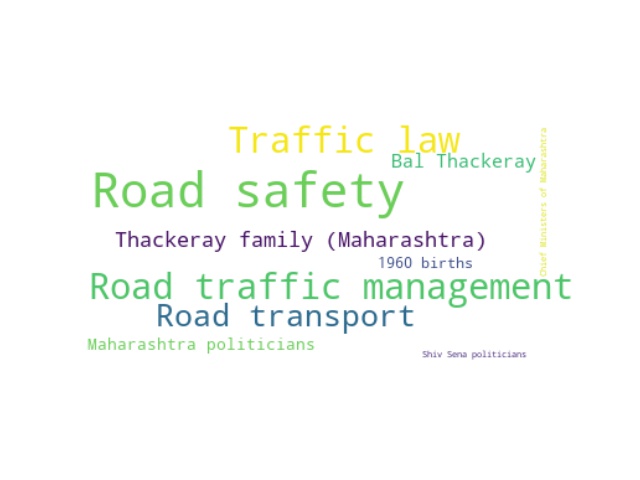 Traffic law
Bal Thackeray
Road safety
Thackeray family (Maharashtra)
1960 births
Road traffic management
Road transport
Maharashtra politicians
Shiv Sena politicians
Chief Ministers of Maharashtra